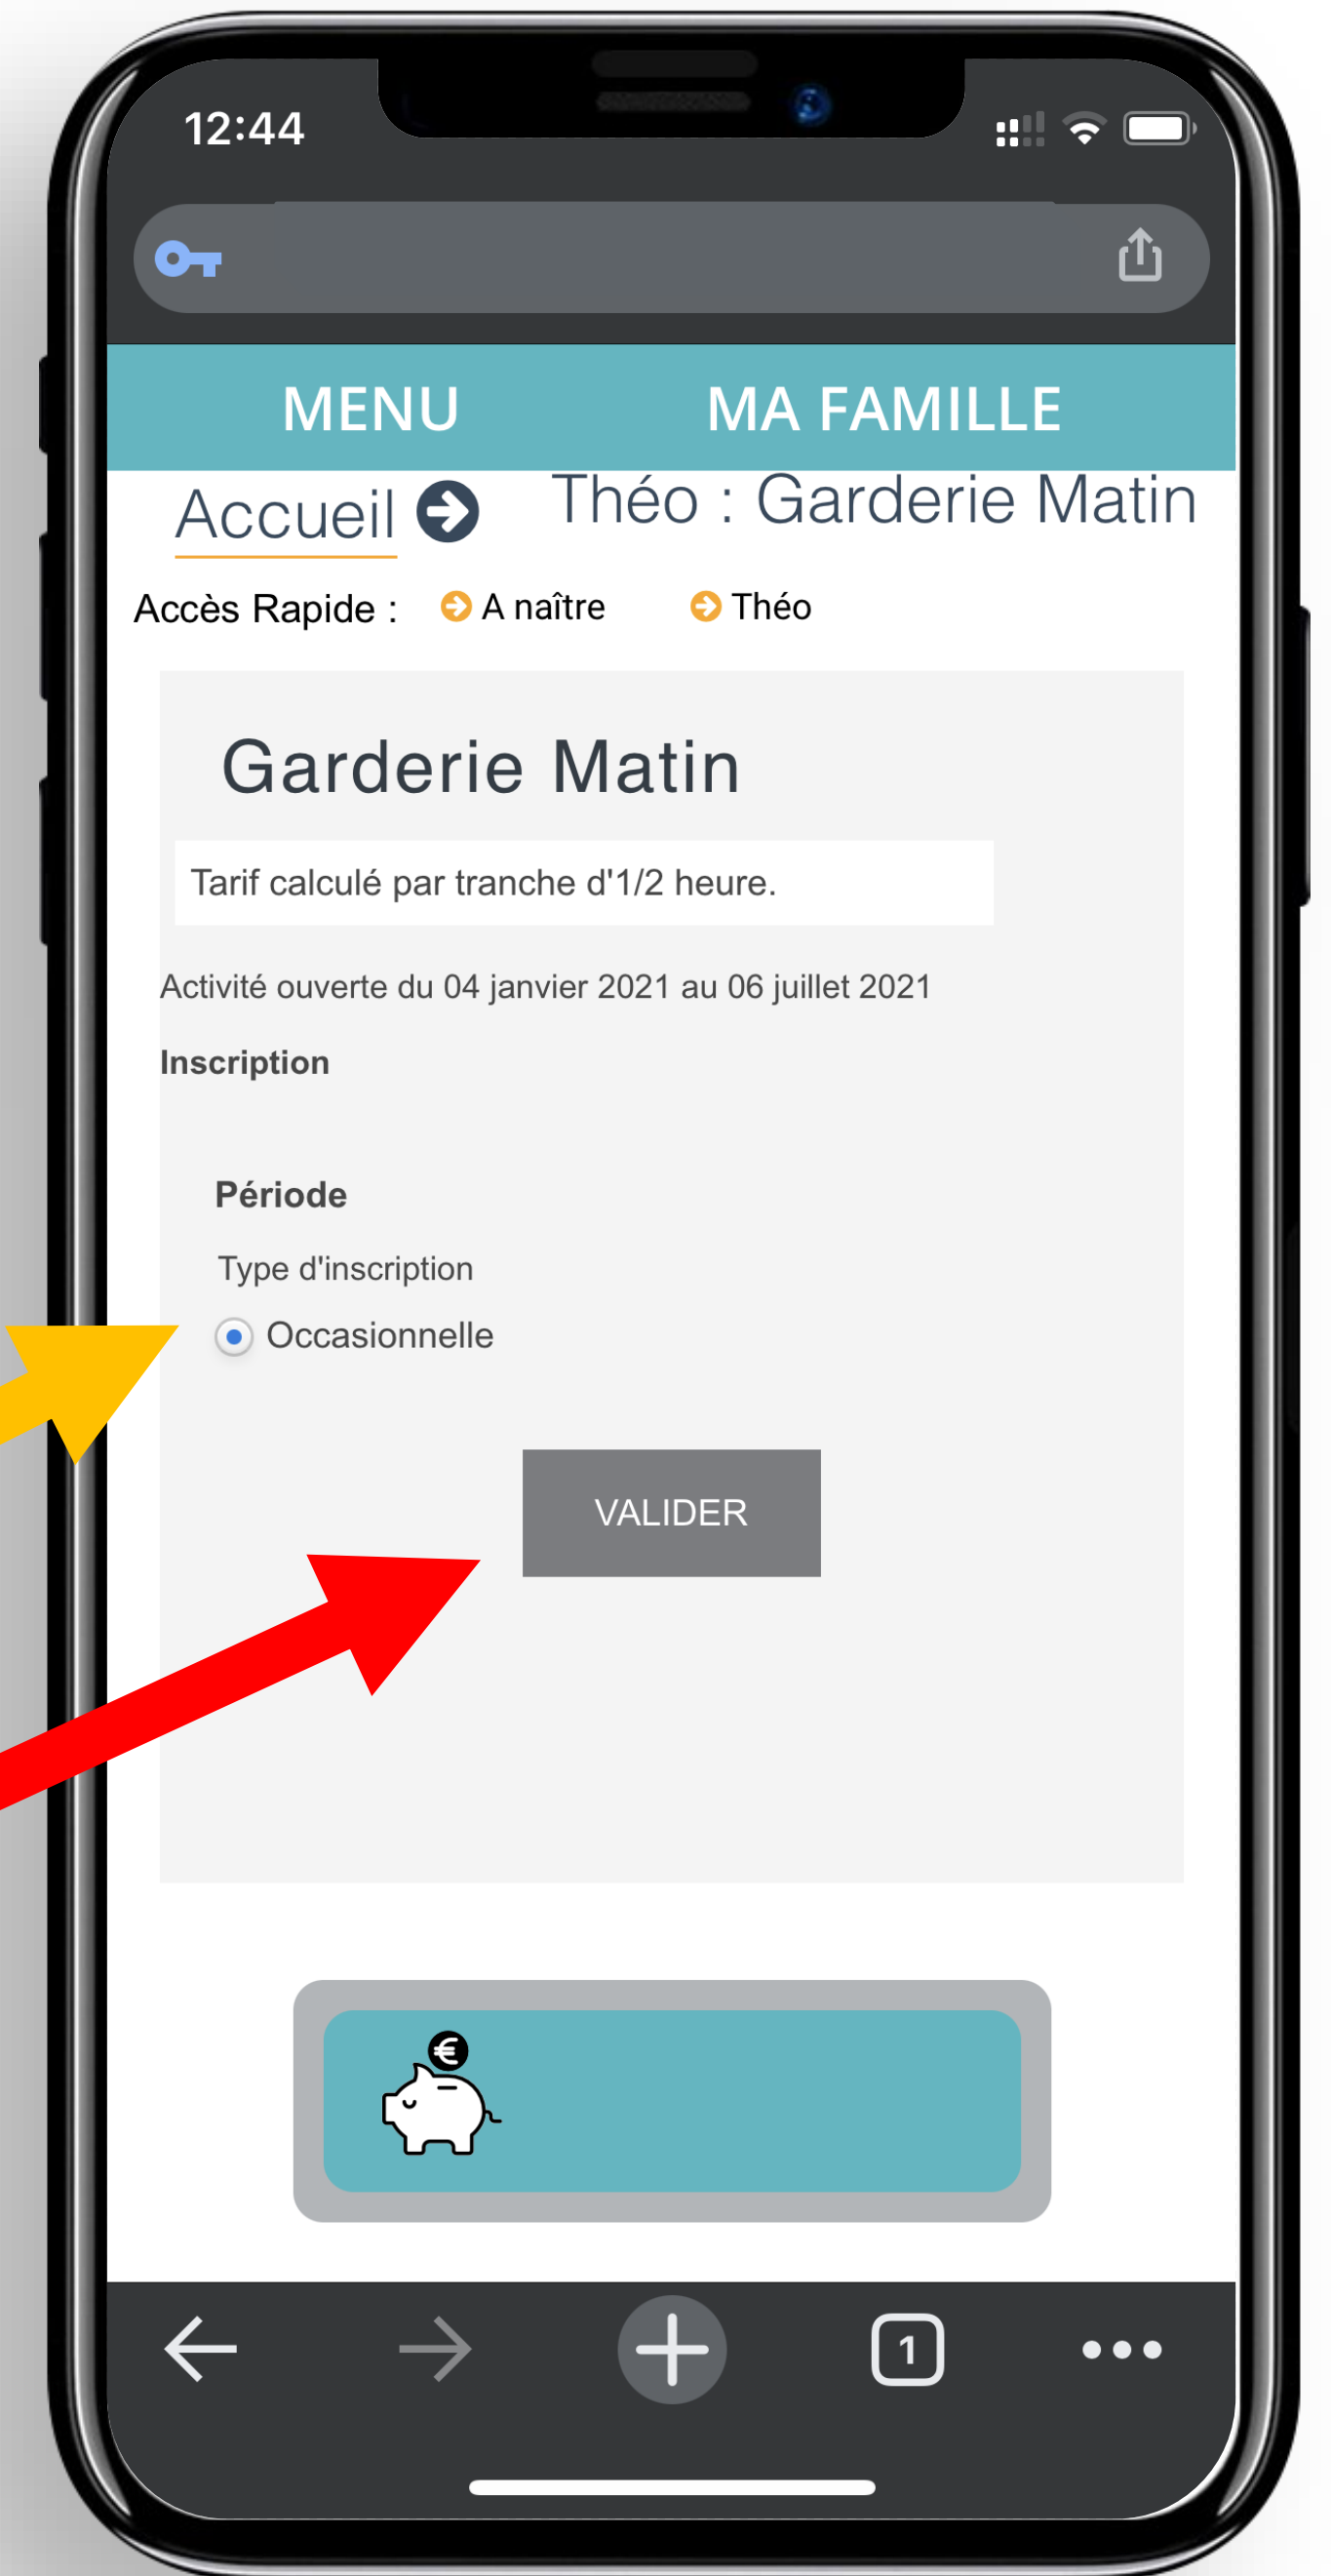 12:44
MENU MA FAMILLE
Accueil Théo : Garderie Matin
Accès Rapide : A naître Théo
Garderie Matin
Tarif calculé par tranche d'1/2 heure.
Activité ouverte du 04 janvier 2021 au 06 juillet 2021
Inscription
Période
Type d'inscription
Occasionnelle
VALIDER
€
1